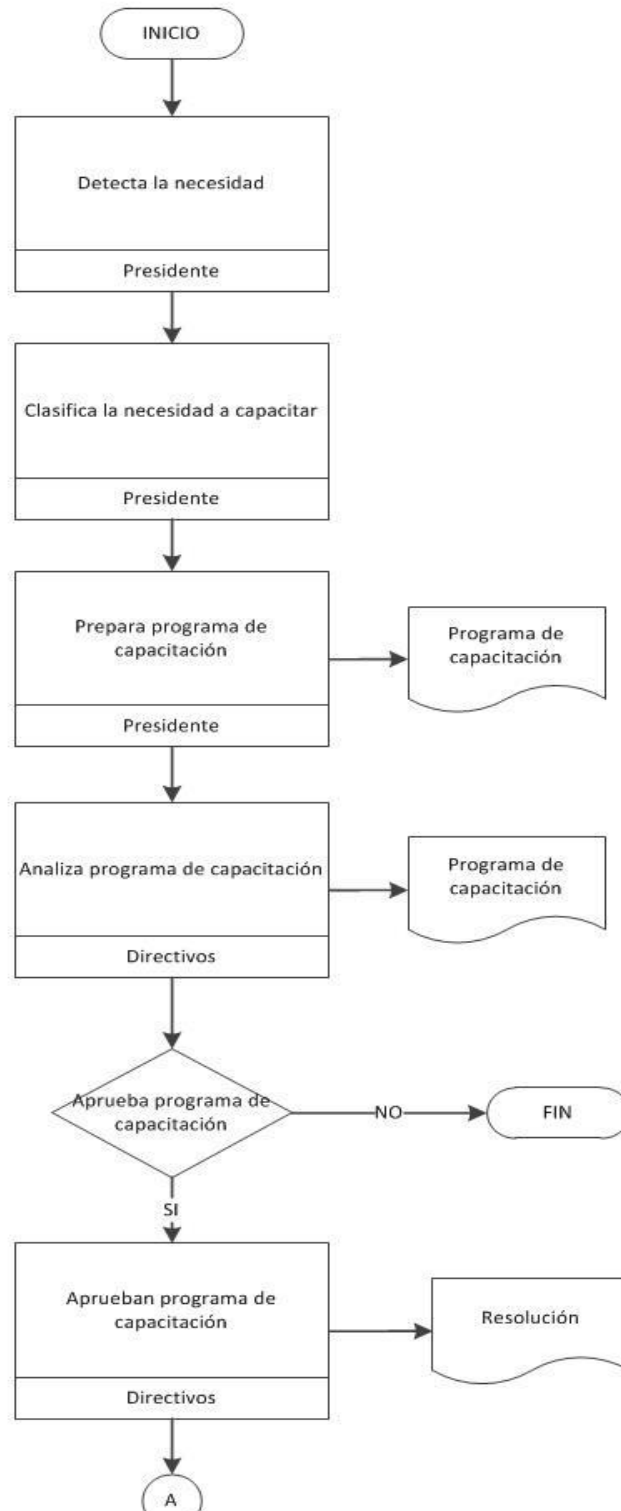 INICIO
Detecta la necesidad
Presidente
Clasifica la necesidad a capacitar
Presidente
Prepara programa de
capacitación
Presidente
Programa de
capacitación
Analiza programa de capacitación
Directivos
Programa de
capacitación
Aprueba programa de
capacitación
NO
FIN
SI
Aprueban programa de
capacitación
Directivos
Resolución
A